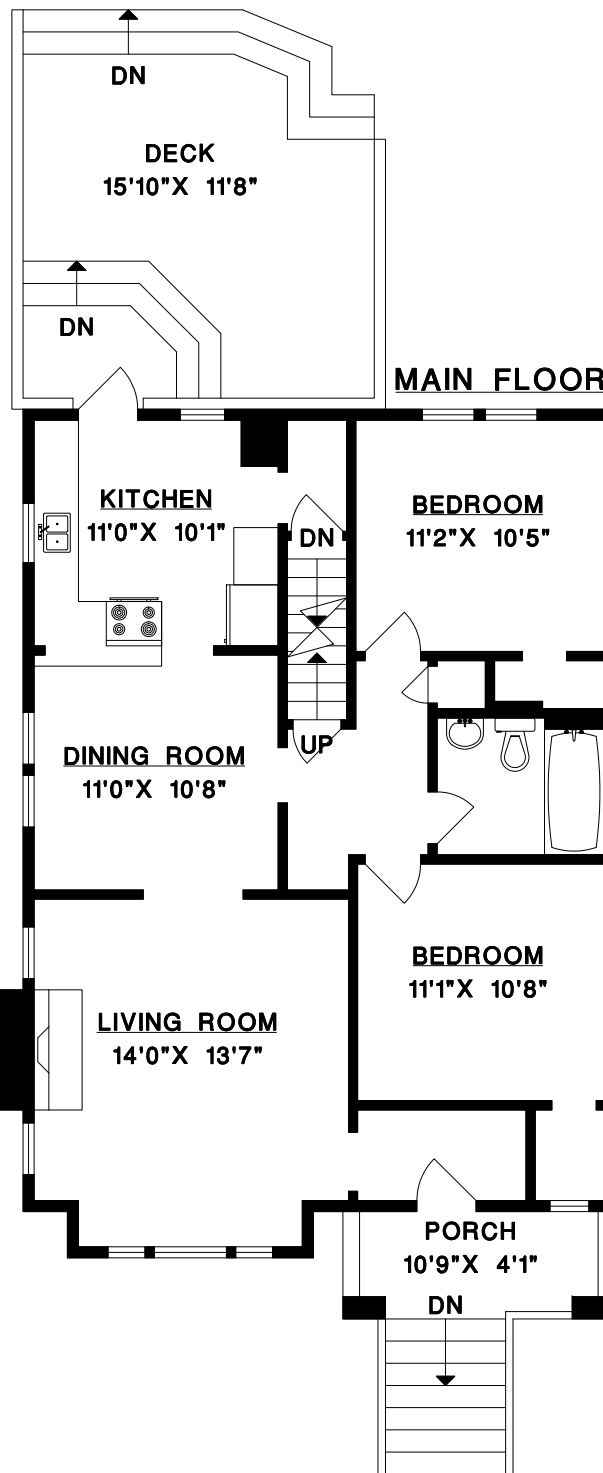 DN
DECK
15'10"X 11'8"
DN
MAIN FLOOR
KITCHEN
11'0"X 10'1"
BEDROOM
11'2"X 10'5"
DN
UP
DINING ROOM
11'0"X 10'8"
BEDROOM
11'1"X 10'8"
LIVING ROOM
14'0"X 13'7"
PORCH
10'9"X 4'1"
DN